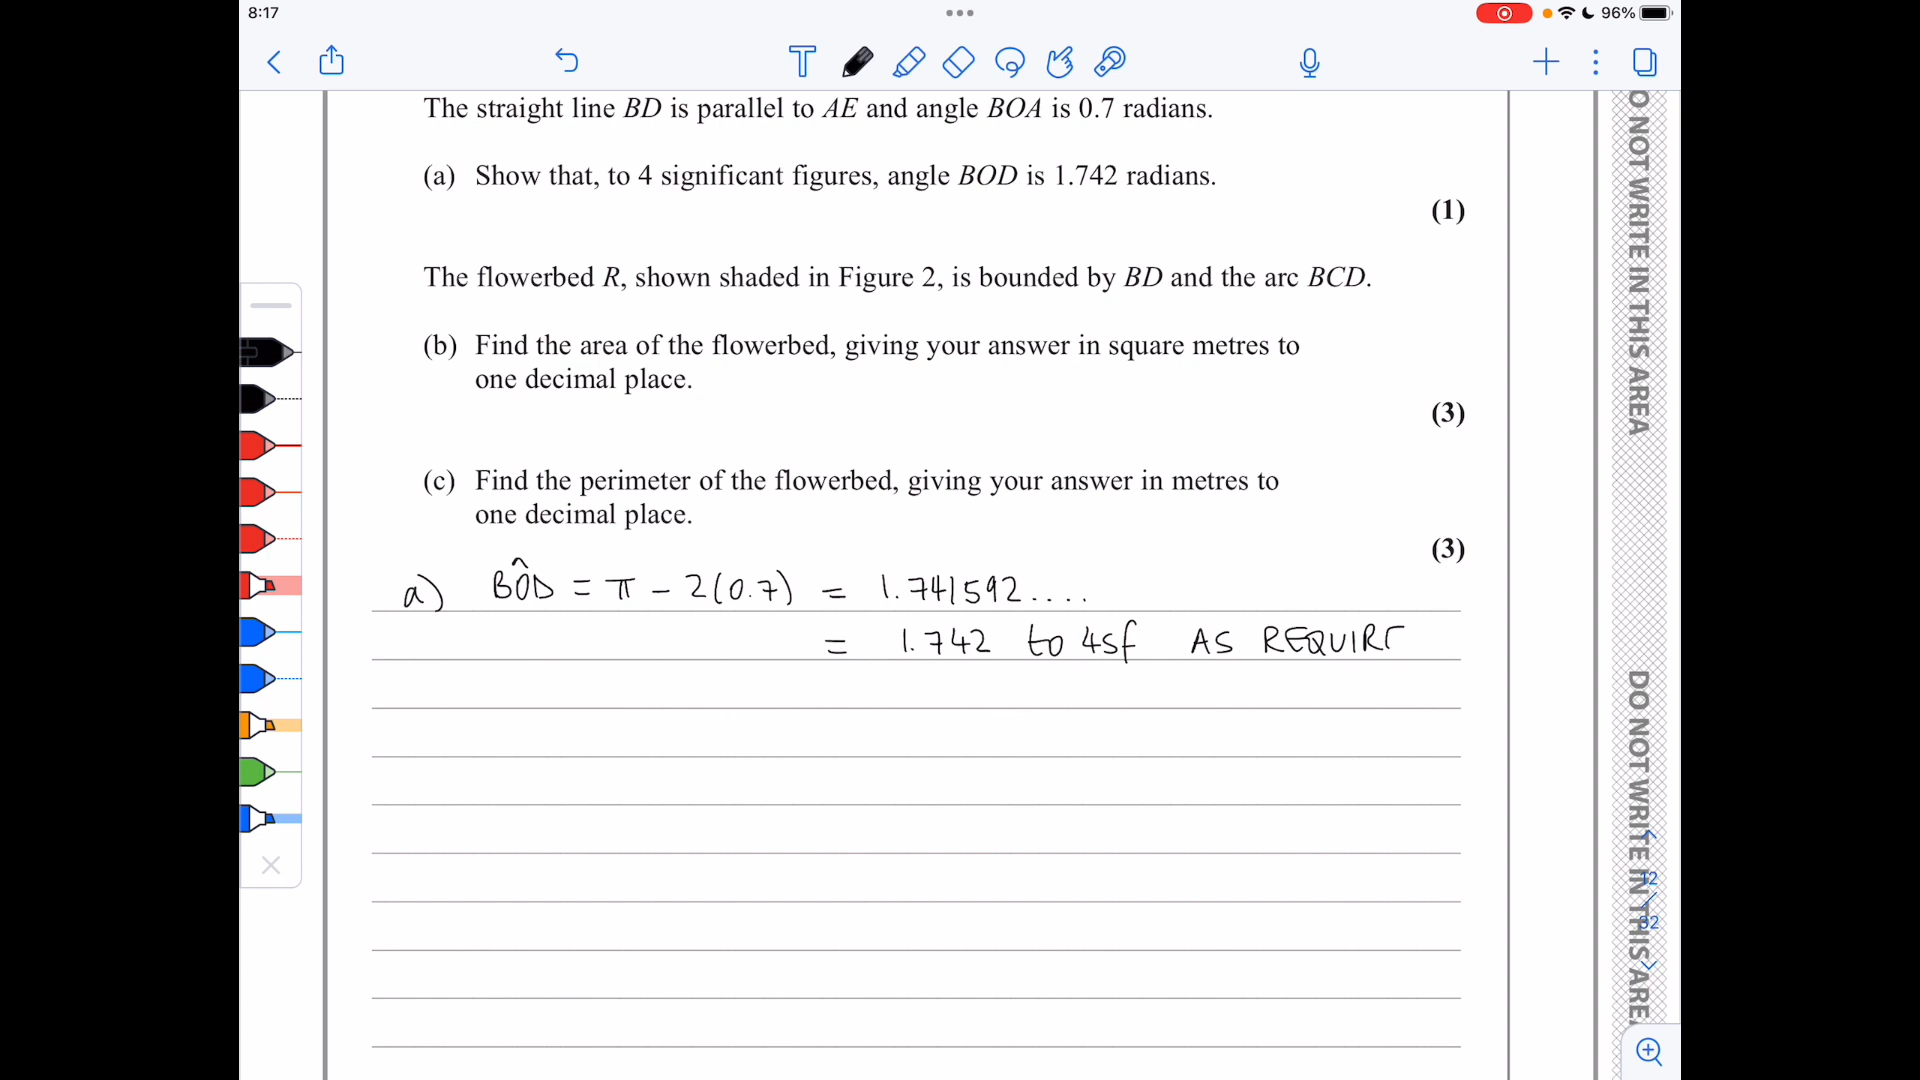 8:17
96%
The straight line BD is parallel to AE and angle BOA is 0.7 radians.
(a) Show that, to 4 significant figures, angle BOD is 1.742 radians.
(1)
The flowerbed R, shown shaded in Figure 2, is bounded by BD and the arc BCD.
(b) Find the area of the flowerbed, giving your answer in square metres to
one decimal place.
(3)
(c) Find the perimeter of the flowerbed, giving your answer in metres to
one decimal place.
(3)
a) BÔD = π − 2(0.7) = 1.741592....
= 1.742 to 4sf AS REQUIR
O NOT WRITE IN THIS AREA
DO NOT WRITE IN THIS AREA
12
32